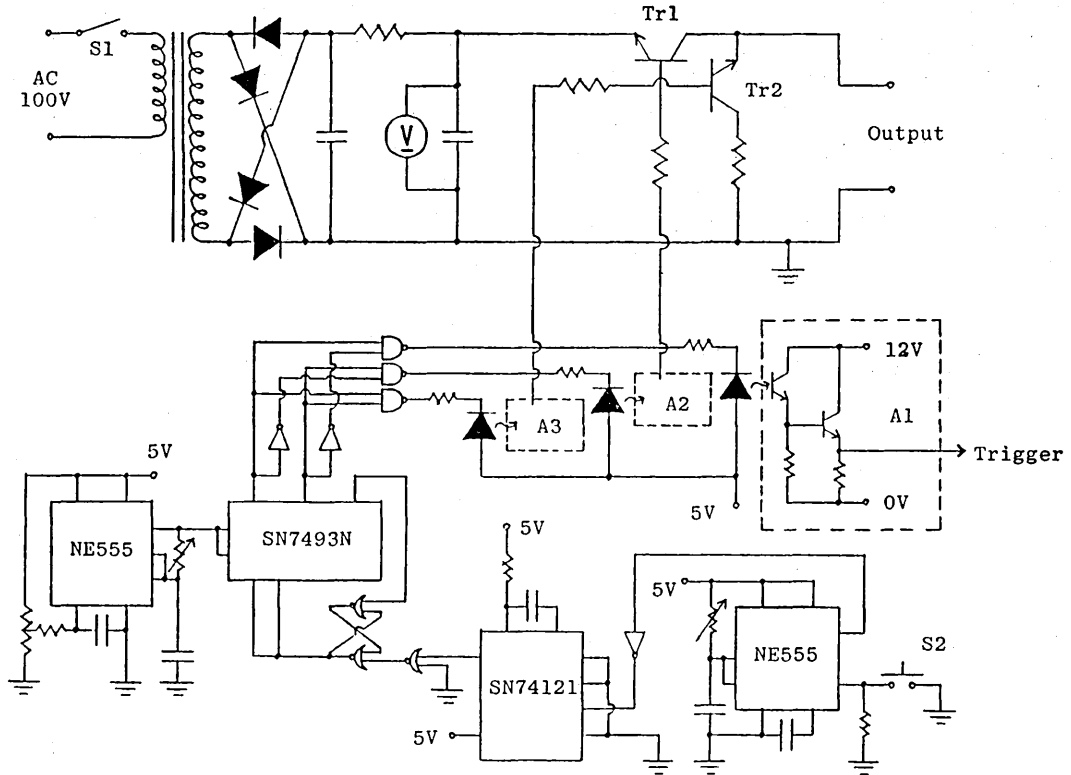 Tr1
S1
AC
100V
V
Tr2
Output
12V
A1
A2
A3
Trigger
5V
0V
5V
NE555
SN7493N
5V
5V
NE555
S2
SN74121
5V